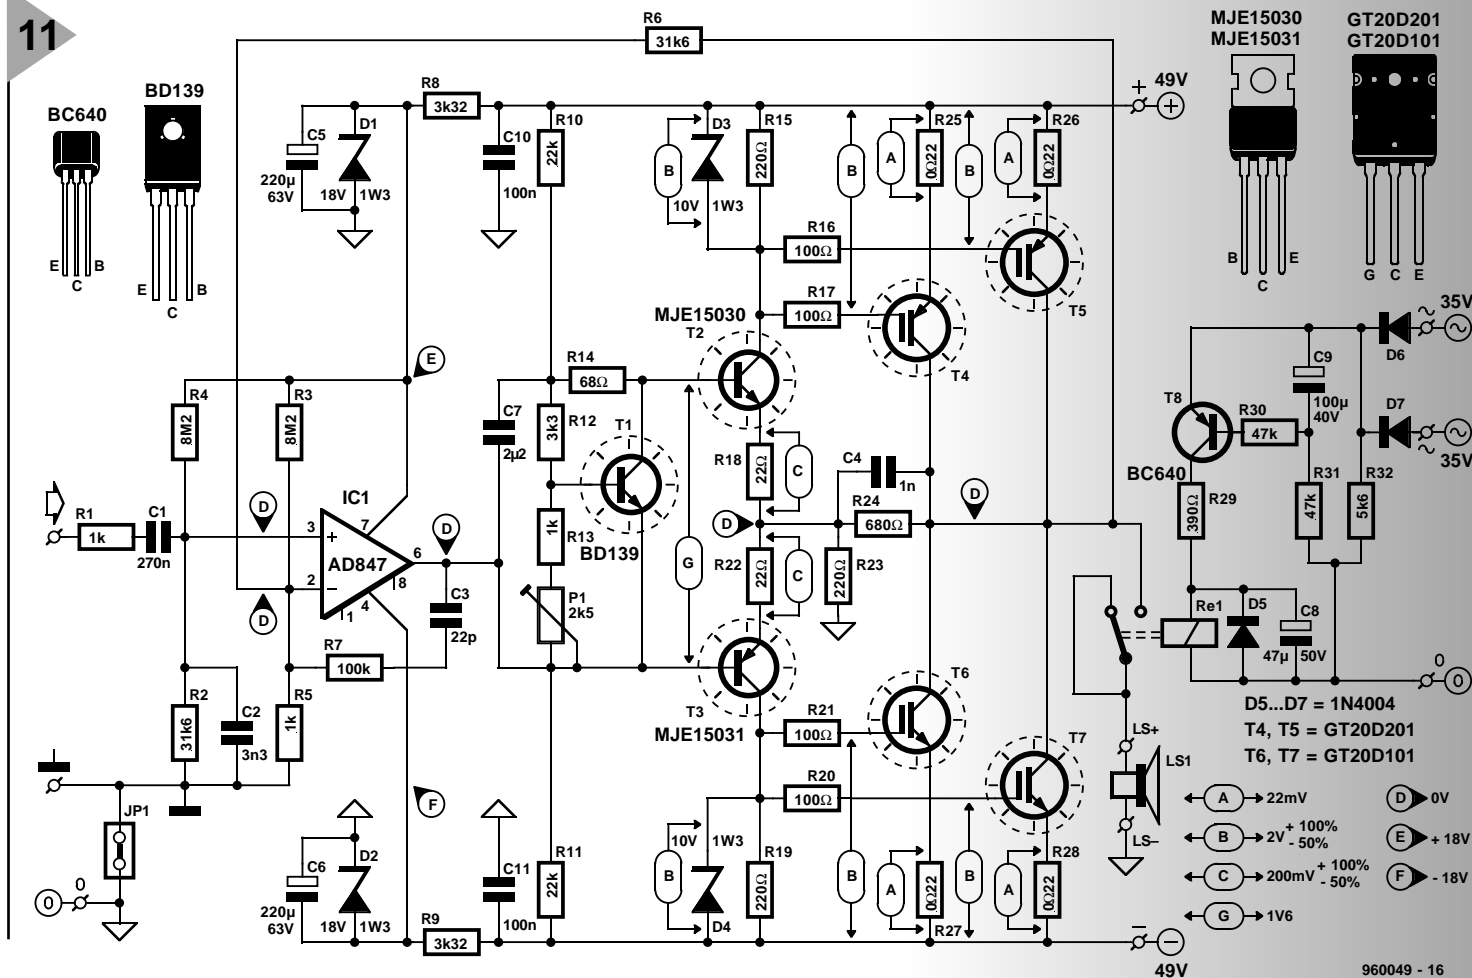 11
BC640
BD139
E
B
C
E
B
C
R6
31k6
MJE15030
MJE15031
GT20D201
GT20D101
B
E
C
G C E
49V
+
R8
3k32
C5
220µ
63V
D1
18V
1W3
C10
100n
R10
22k
D3
B
10V
1W3
R15
220Ω
B
A
R25
0Ω22
B
A
R26
0Ω22
R16
100Ω
R17
100Ω
T5
T4
MJE15030
T2
R14
68Ω
E
R4
8M2
R3
8M2
C7
2µ2
R12
3k3
T1
BD139
R18
22Ω
C
C4
1n
R24
680Ω
D
D
R1
1k
C1
270n
D
D
IC1
AD847
3
+
2
–
7
6
8
4
1
D
C3
22p
R13
1k
P1
2k5
G
R22
22Ω
C
R23
220Ω
R7
100k
R2
31k6
C2
3n3
R5
1k
T3
MJE15031
T6
R21
100Ω
T7
R20
100Ω
JP1
0
0
F
C6
220µ
63V
D2
18V
1W3
C11
100n
R11
22k
R9
3k32
10V
1W3
B
D4
R19
220Ω
B
A
0Ω22
R27
B
A
R28
0Ω22
–
49V
35V
~
~
D6
C9
100µ
40V
T8
BC640
R30
47k
D7
~
~
35V
R29
390Ω
R31
47k
R32
5k6
Re1
D5
C8
47µ
50V
0
0
D5...D7 = 1N4004
T4, T5 = GT20D201
T6, T7 = GT20D101
LS+
LS1
LS–
A 22mV
B 2V + 100% - 50%
C 200mV + 100% - 50%
G 1V6
D 0V
E + 18V
F - 18V
960049 - 16